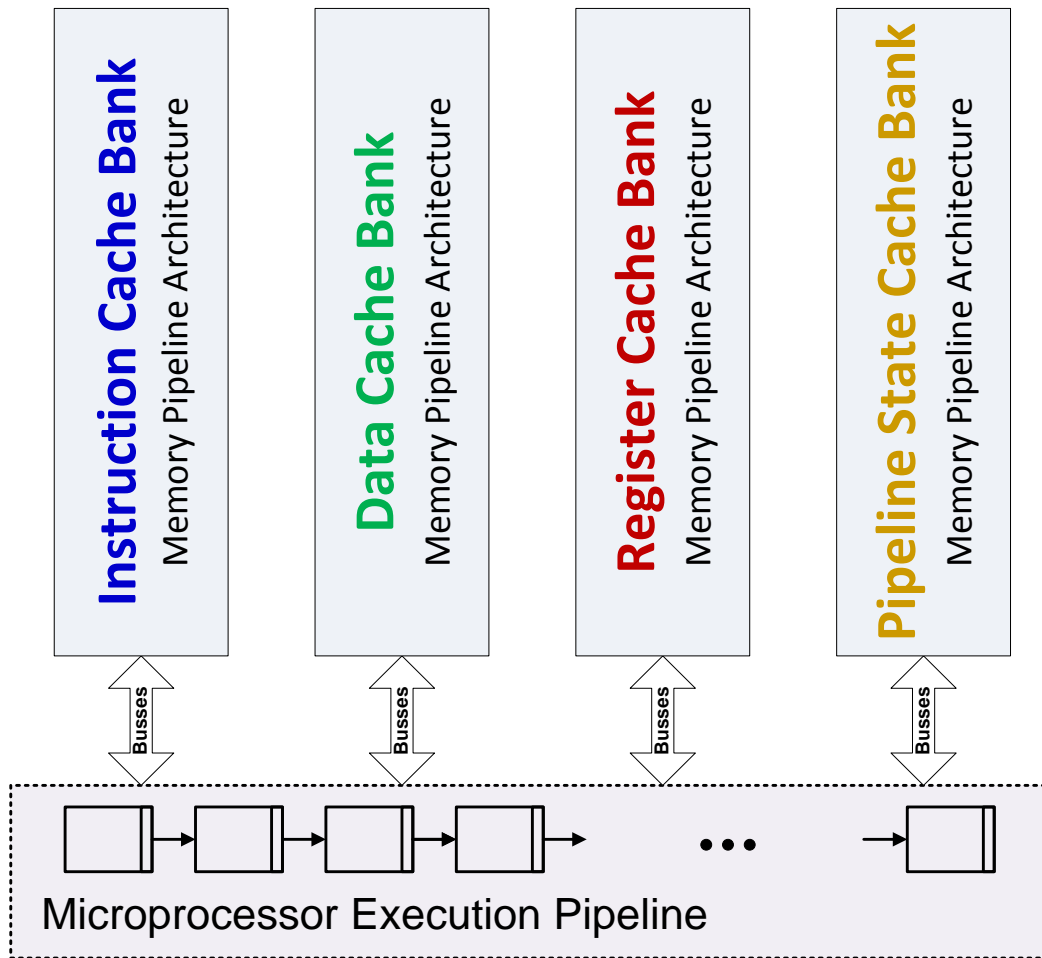 Instruction Cache Bank
Memory Pipeline Architecture
Data Cache Bank
Memory Pipeline Architecture
Register Cache Bank
Memory Pipeline Architecture
Pipeline State Cache Bank
Memory Pipeline Architecture
Busses
Busses
Busses
Busses
Microprocessor Execution Pipeline